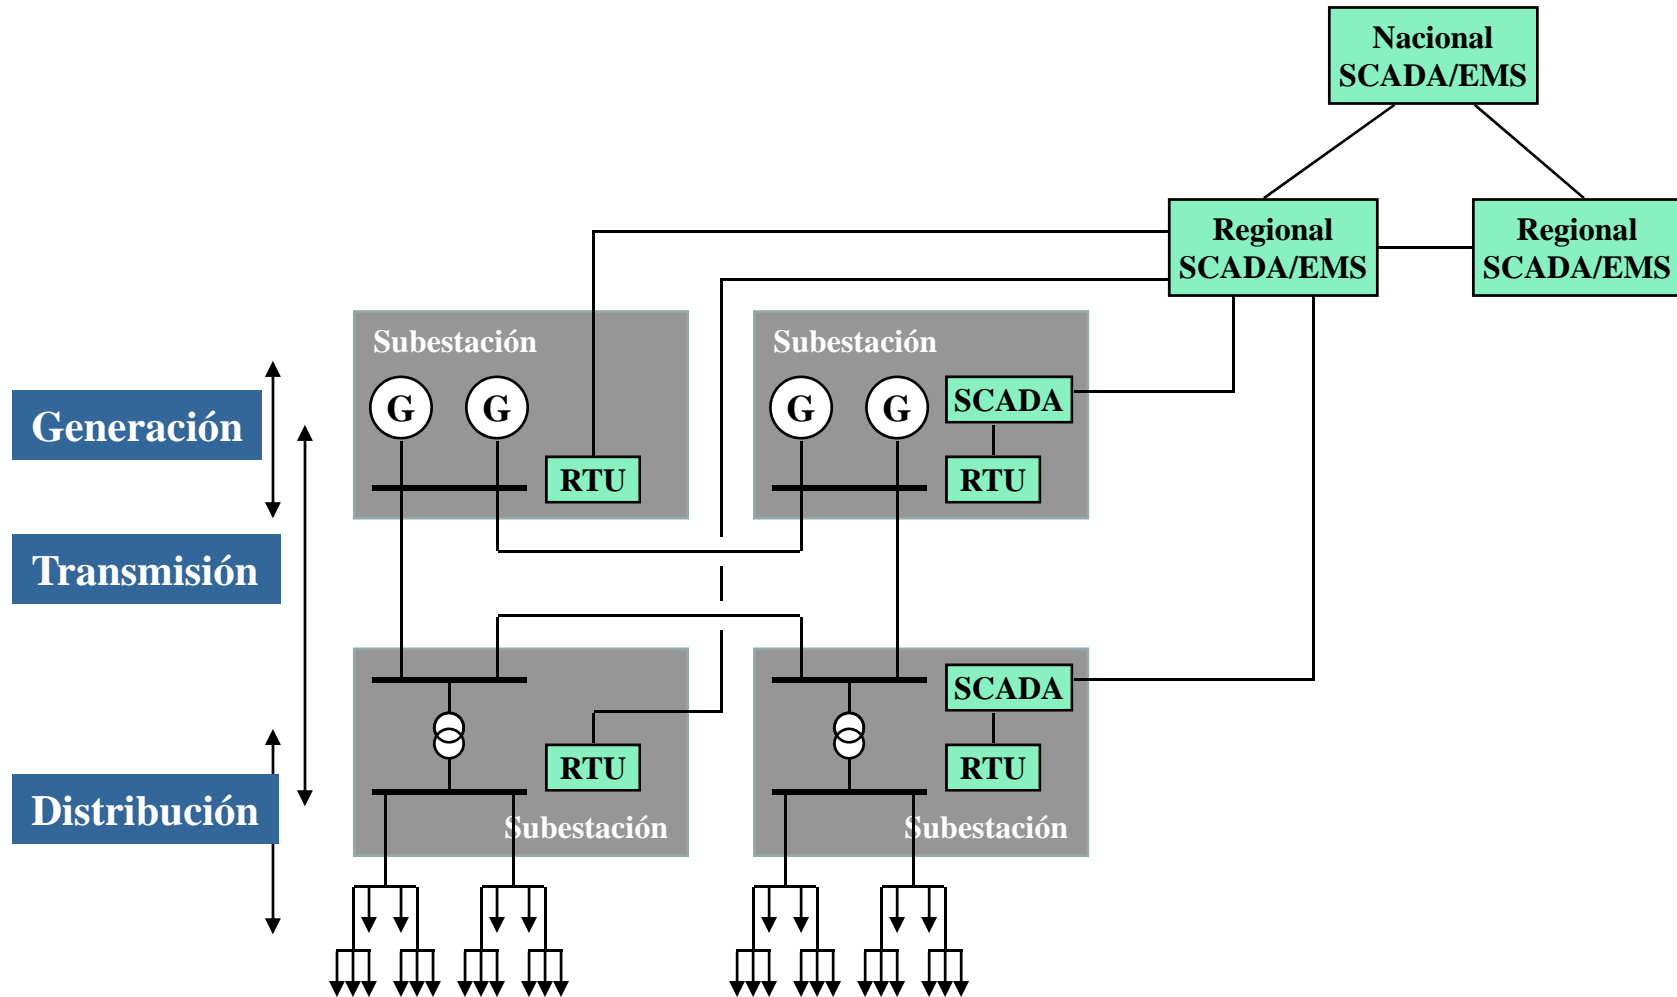 Nacional
SCADA/EMS
Regional
SCADA/EMS
Regional
SCADA/EMS
Subestación
G
G
RTU
Subestación
G
G
SCADA
RTU
Generación
Transmisión
Distribución
RTU
Subestación
SCADA
RTU
Subestación